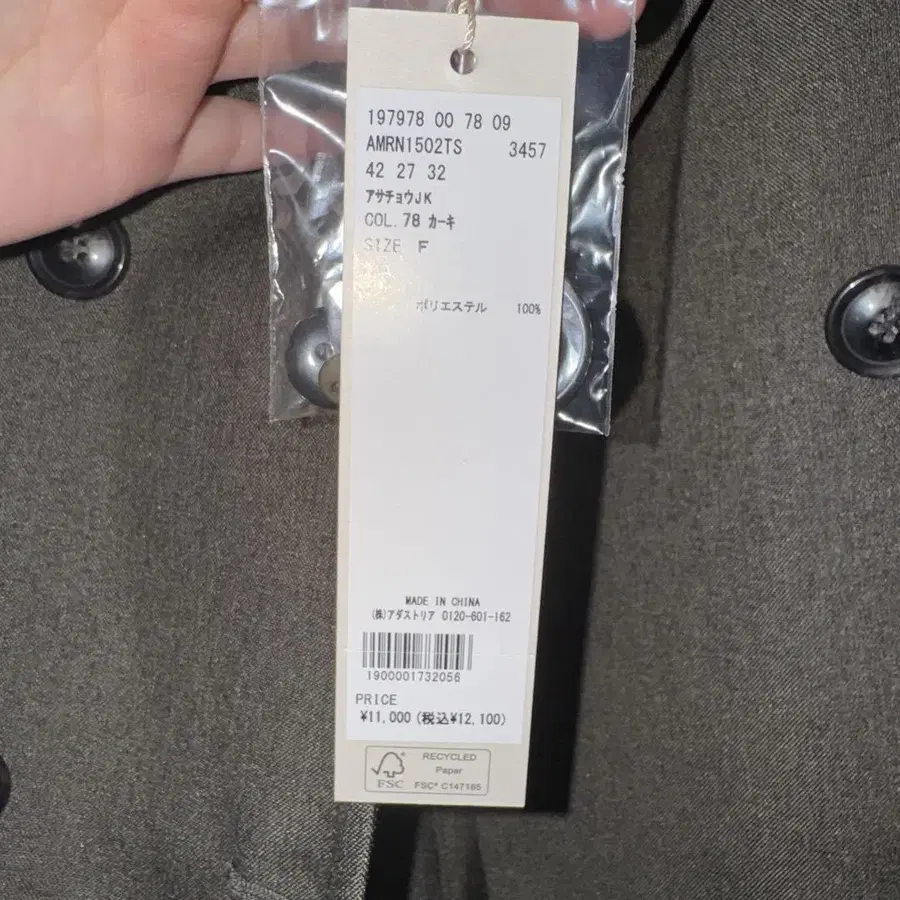 197978 00 78 09
AMRN1502TS 3457
42 27 32
アサチョウJK
COL. 78 カーキ
SIZE F
ポリエステル 100%
MADE IN CHINA
(株)アダストリア 0120-601-162
1900001732056
PRICE
¥11,000 (税込¥12,100)
RECYCLED
Paper
FSC
FSC® C147165